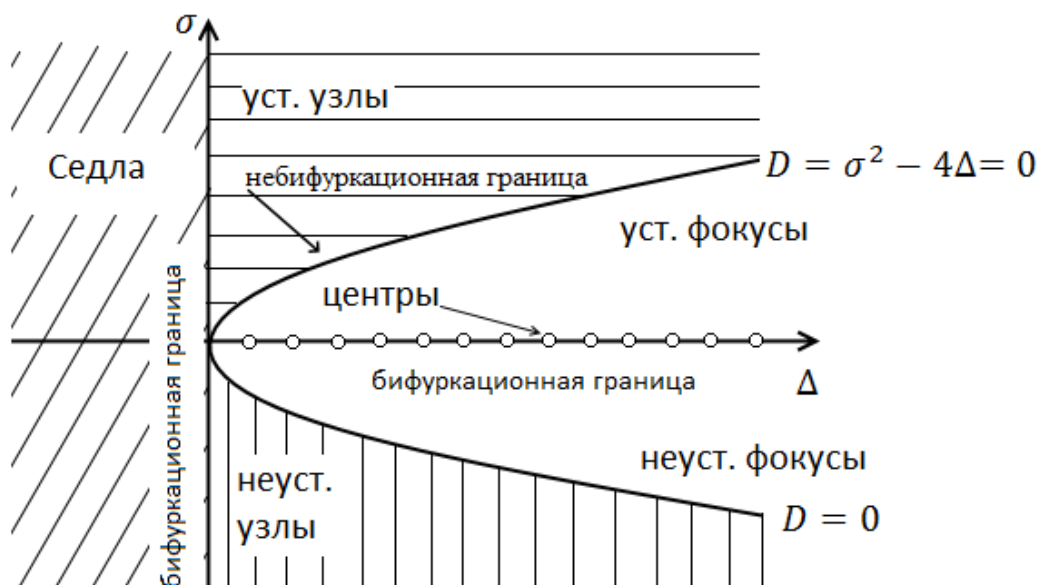 σ
уст. узлы
Седла
небифуркационная граница
D = σ² − 4Δ= 0
уст. фокусы
центры
бифуркационная граница
бифуркационная граница
Δ
неуст.
узлы
неуст. фокусы
D = 0